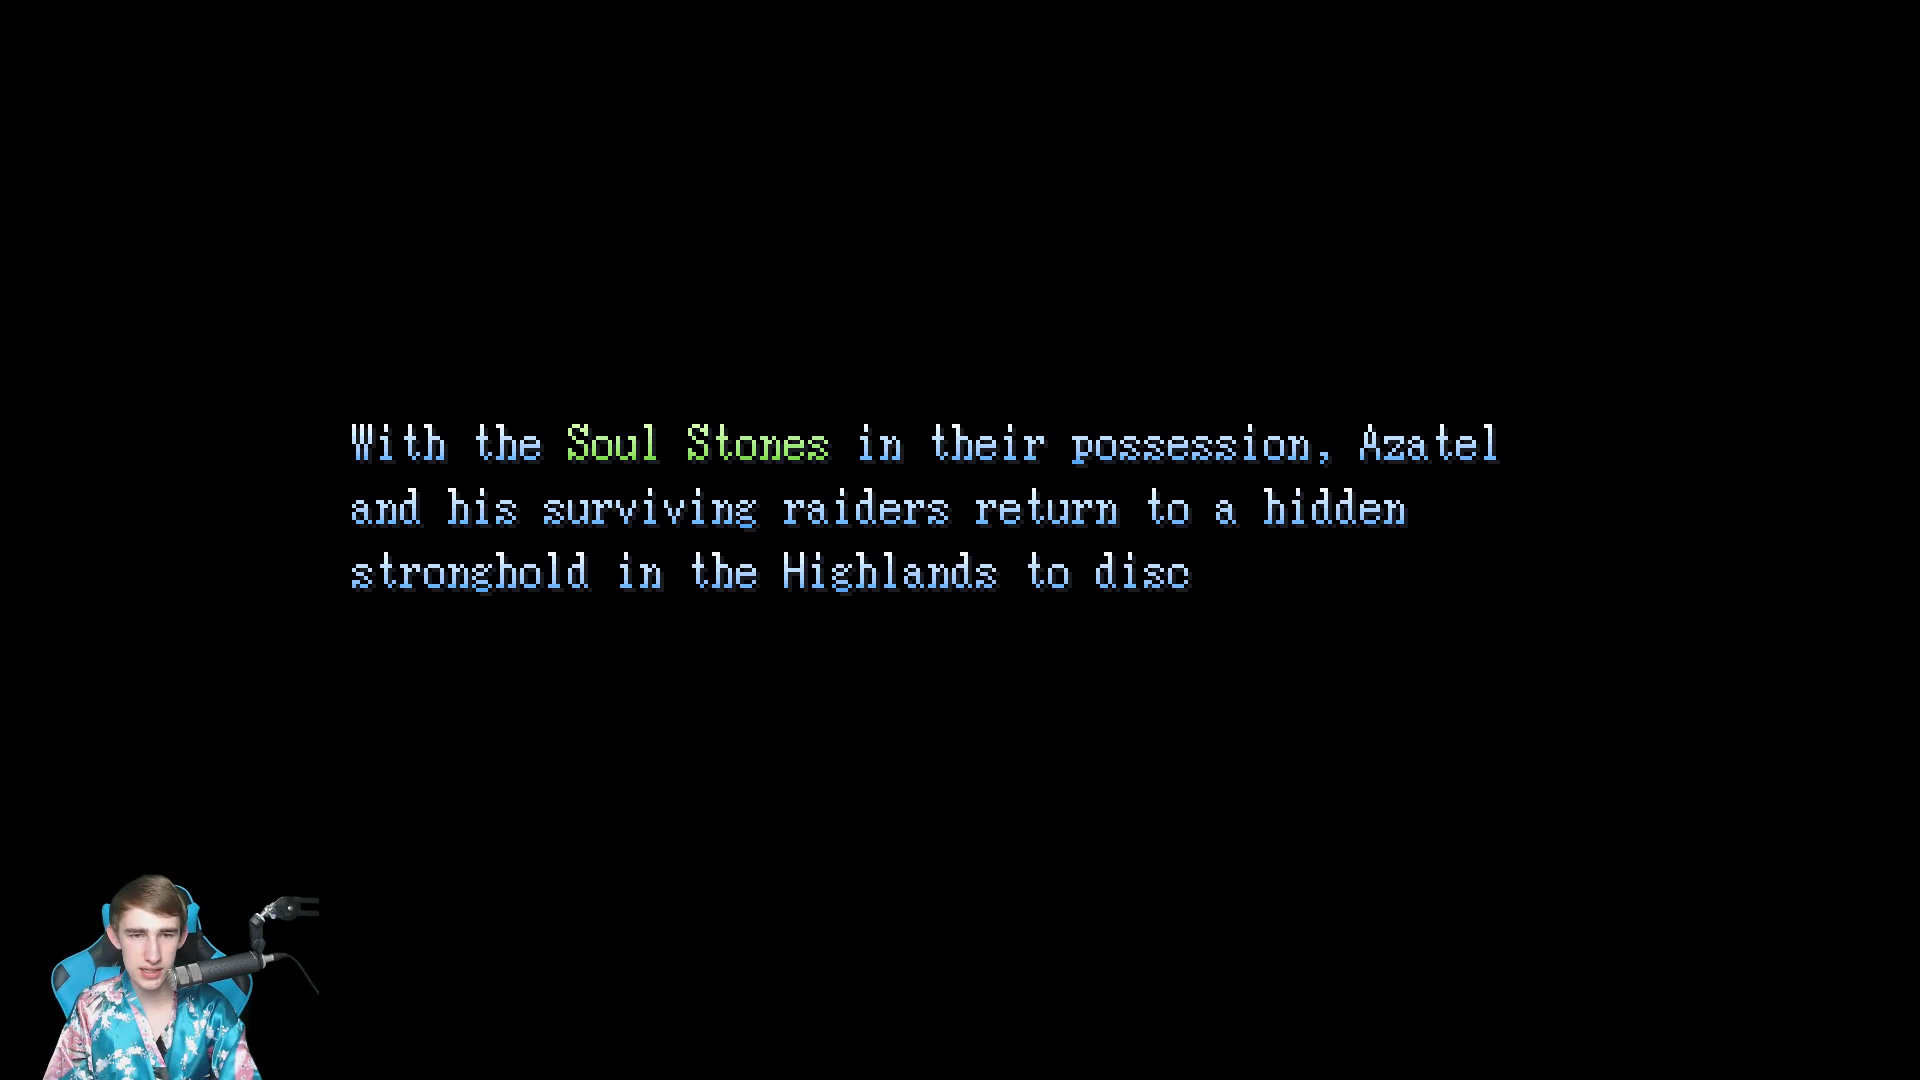 With the Soul Stones in their possession, Azatel
and his surviving raiders return to a hidden
stronghold in the Highlands to disc